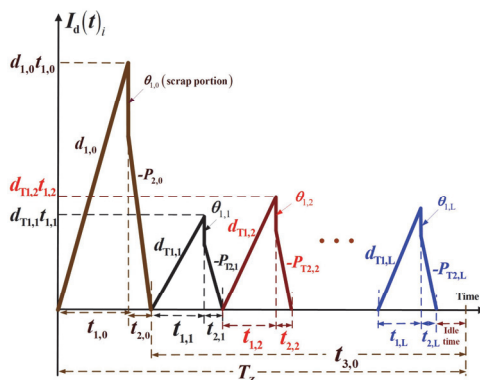 I_d(t)_i
d_{1,0}t_{1,0}
θ_{1,0} (scrap portion)
d_{1,0}
-P_{2,0}
d_{T1,2}t_{1,2}
d_{T1,1}t_{1,1}
θ_{1,1}
θ_{1,2}
θ_{1,L}
d_{T1,1}
-P_{T2,1}
d_{T1,2}
-P_{T2,2}
• • •
d_{T1,L}
-P_{T2,L}
Time
t_{1,0}
t_{2,0}
t_{1,1}
t_{2,1}
t_{1,2}
t_{2,2}
t_{1,L}
t_{2,L}
Idle
time
t_{3,0}
T_z